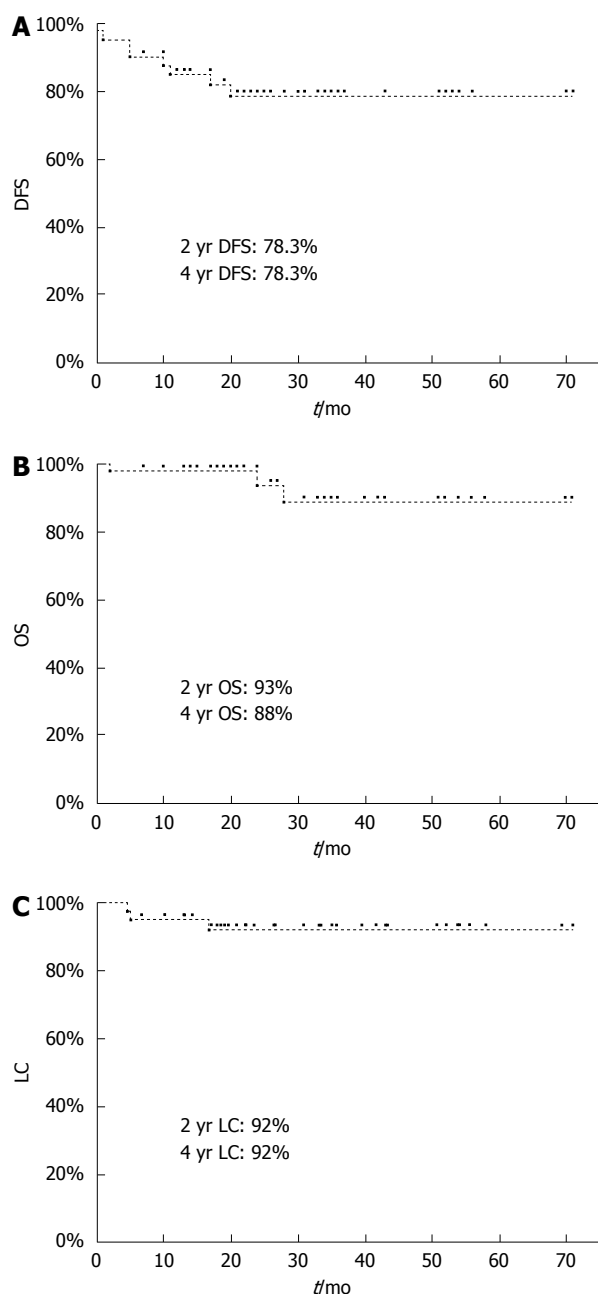 A
100%
80%
60%
40%
20%
0%
DFS
2 yr DFS: 78.3%
4 yr DFS: 78.3%
0 10 20 30 40 50 60 70
t/mo
B
100%
80%
60%
40%
20%
0%
OS
2 yr OS: 93%
4 yr OS: 88%
0 10 20 30 40 50 60 70
t/mo
C
100%
80%
60%
40%
20%
0%
LC
2 yr LC: 92%
4 yr LC: 92%
0 10 20 30 40 50 60 70
t/mo